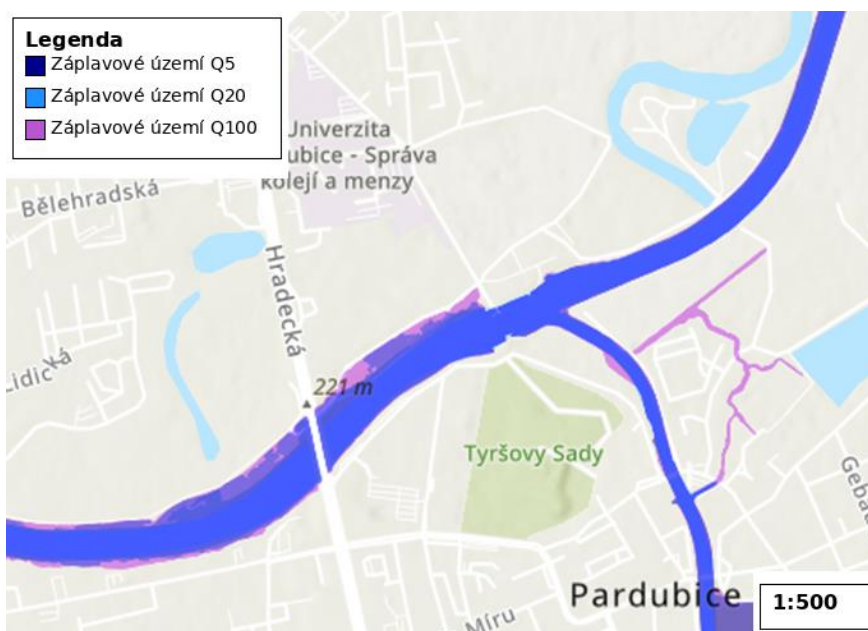 Legenda
Záplavové území Q5
Záplavové území Q20
Záplavové území Q100
Univerzita
ubice - Správa
kolejí a menzy
Bělehradská
Hradecká
Lidická
221 m
Tyršovy Sady
Pardubice
Míru
1:500